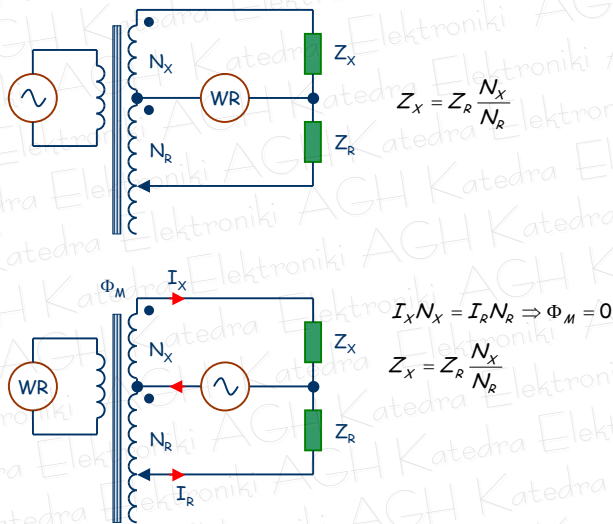 N_X
Z_X
WR
N_R
Z_R
Z_X = Z_R N_X / N_R
Φ_M
I_X
N_X
Z_X
WR
N_R
Z_R
I_R
I_X N_X = I_R N_R ⇒ Φ_M = 0
Z_X = Z_R N_X / N_R
AGH Katedra Elektroniki